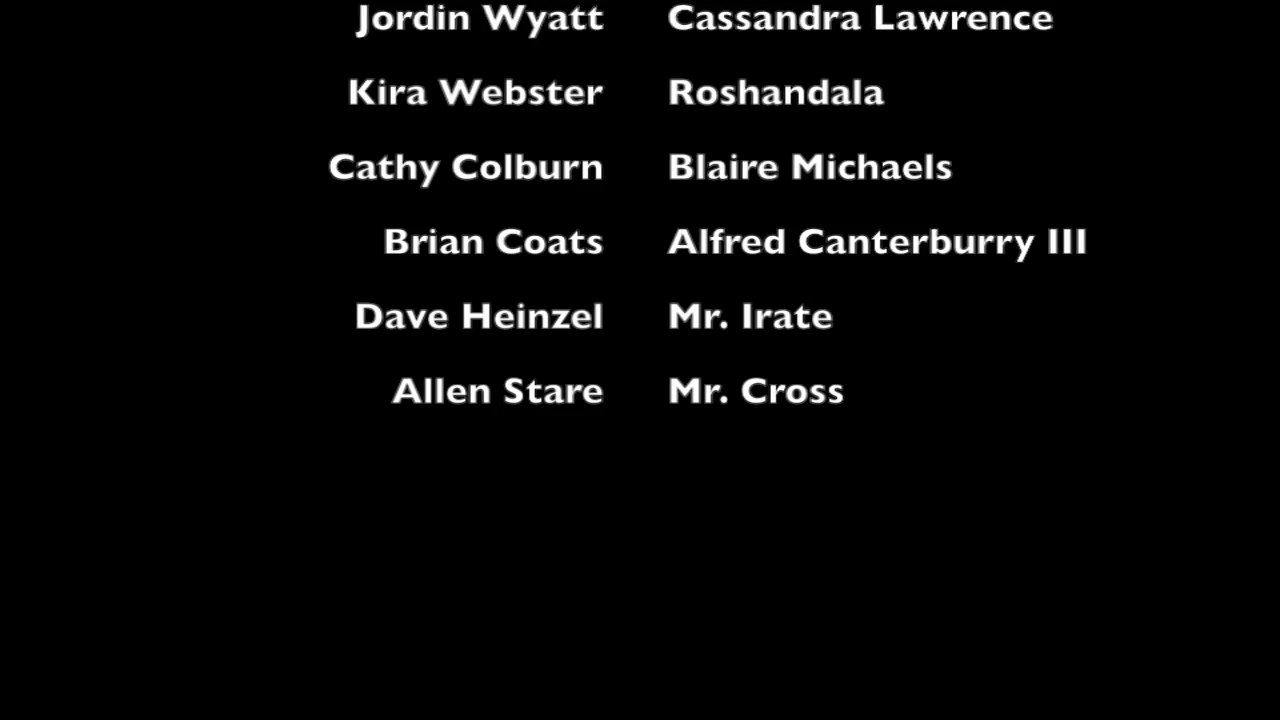 Jordin Wyatt Cassandra Lawrence
Kira Webster Roshandala
Cathy Colburn Blaire Michaels
Brian Coats Alfred Canterburry III
Dave Heinzel Mr. Irate
Allen Stare Mr. Cross